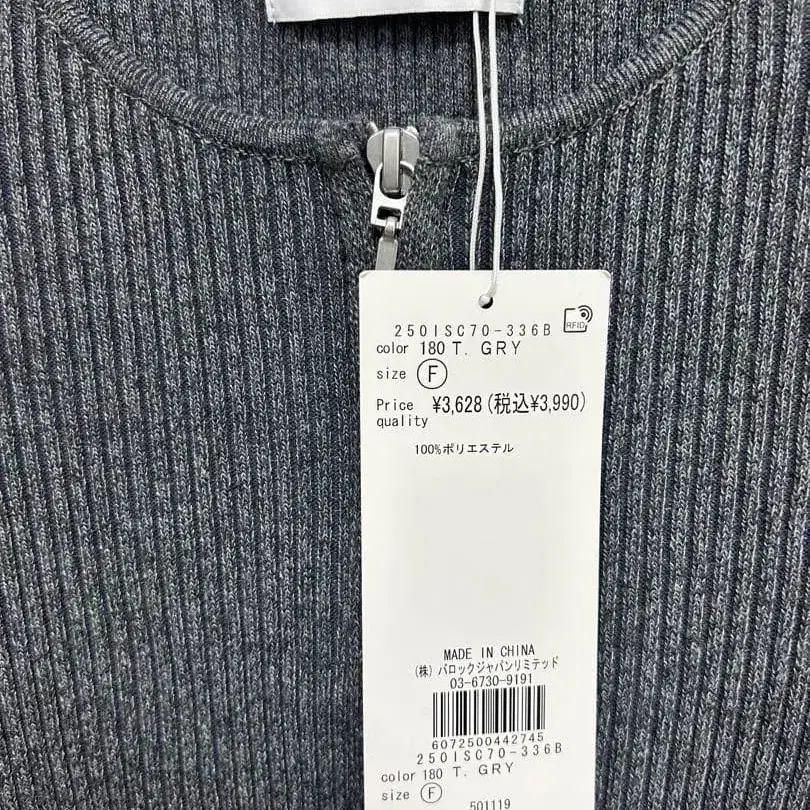 250ISC70-336B
RFID
color 180 T. GRY
size F
Price ¥3,628 (税込¥3,990)
quality
100%ポリエステル
MADE IN CHINA
(株) バロックジャパンリミテッド
03-6730-9191
6072500442745
250ISC70-336B
color 180 T. GRY
size F
501119